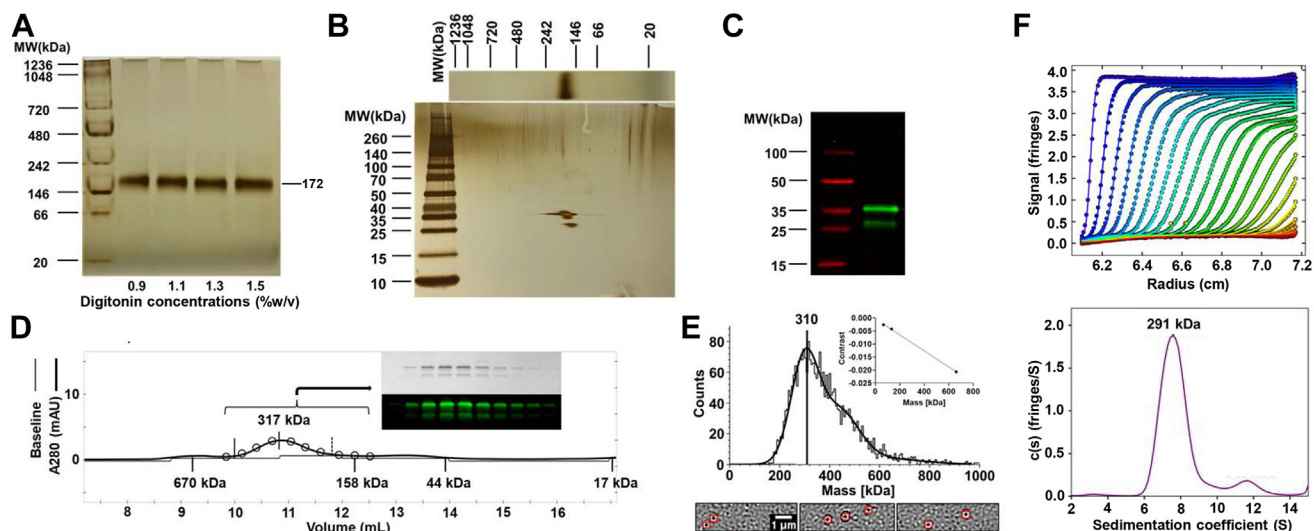 A
MW(kDa)
1236
1048
720
480
242
146
66
20
172
0.9 1.1 1.3 1.5
Digitonin concentrations (%w/v)
B
MW(kDa)
1236
1048
720
480
242
146
66
20
MW(kDa)
260
140
100
70
50
40
35
25
15
10
C
MW(kDa)
100
50
35
25
15
D
Baseline
A280 (mAU)
10
0
317 kDa
670 kDa 158 kDa 44 kDa 17 kDa
8 9 10 11 12 13 14 15 16
Volume (mL)
E
310
Counts
80
60
40
20
0
0 200 400 600 800 1000
Mass [kDa]
Contrast
0.000
-0.005
-0.010
-0.015
-0.020
-0.025
0 200 400 600 800
Mass [kDa]
1 µm
F
Signal (fringes)
4.0
3.5
3.0
2.5
2.0
1.5
1.0
0.5
0.0
6.2 6.4 6.6 6.8 7.0 7.2
Radius (cm)
291 kDa
c(s) (fringes/S)
2.0
1.5
1.0
0.5
0.0
2 4 6 8 10 12 14
Sedimentation coefficient (S)